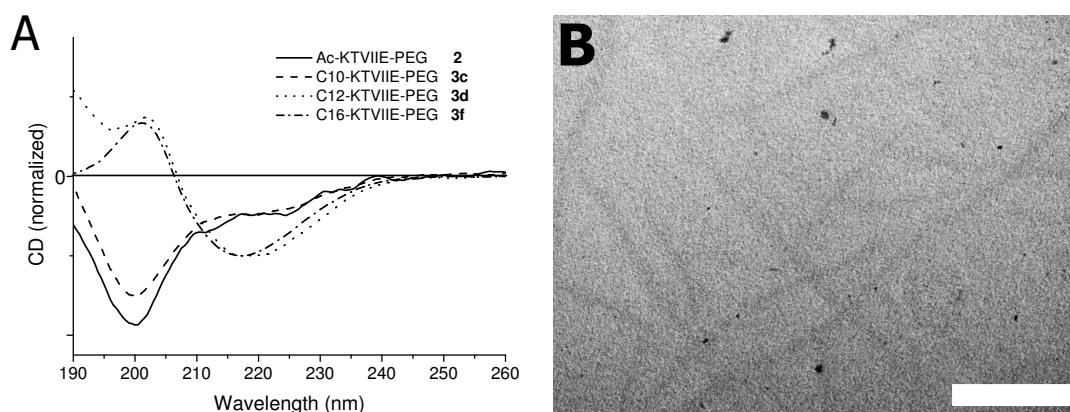 A
Ac-KTVIIE-PEG 2
C10-KTVIIE-PEG 3c
C12-KTVIIE-PEG 3d
C16-KTVIIE-PEG 3f
0
CD (normalized)
190 200 210 220 230 240 250 260
Wavelength (nm)
B